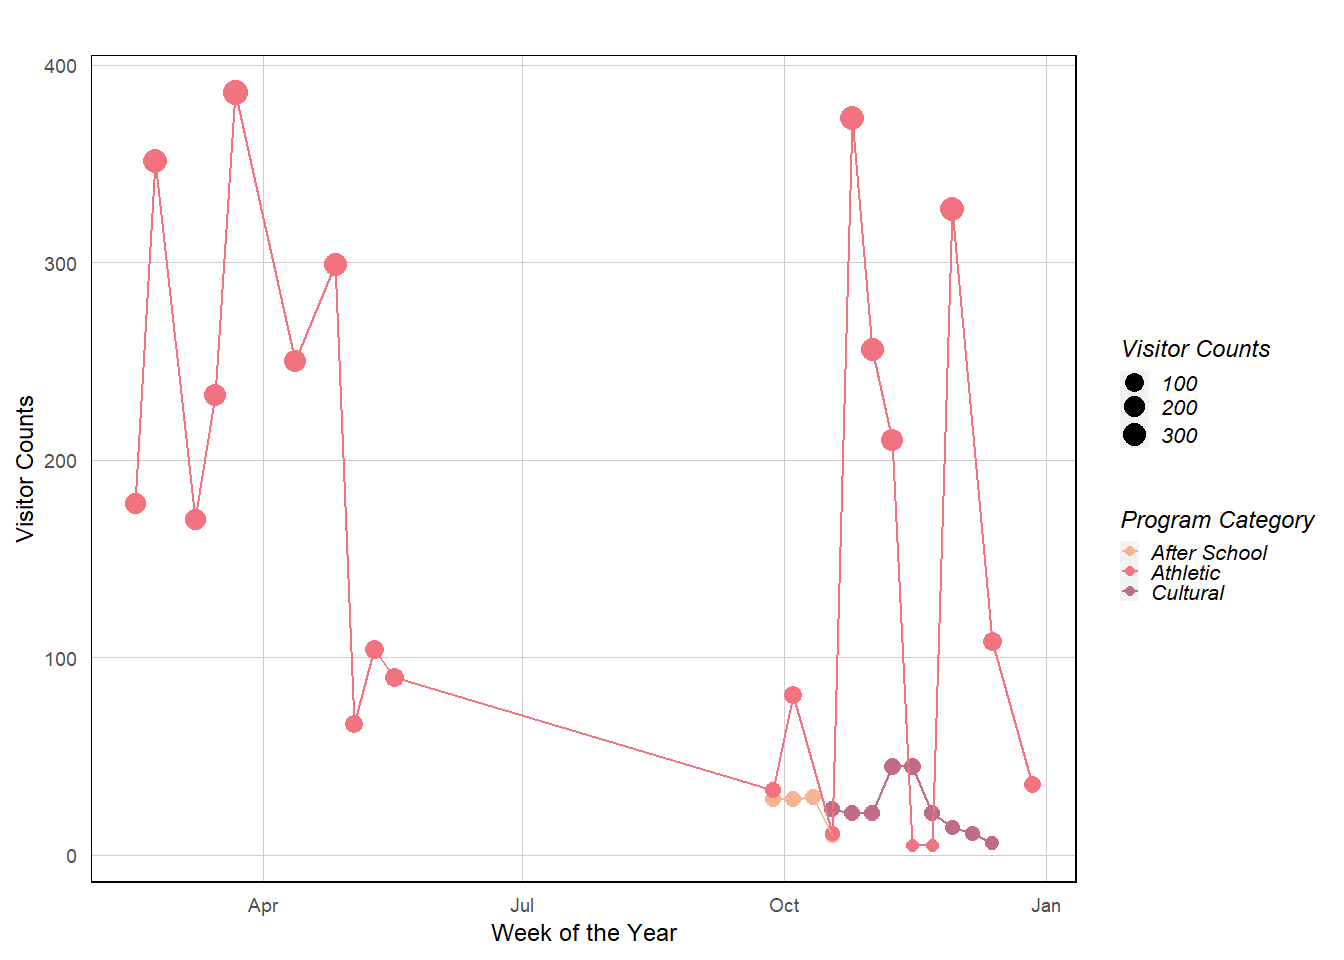 400
300
200
100
0
Apr
Jul
Oct
Jan
Week of the Year
Visitor Counts
Visitor Counts
100
200
300
Program Category
After School
Athletic
Cultural